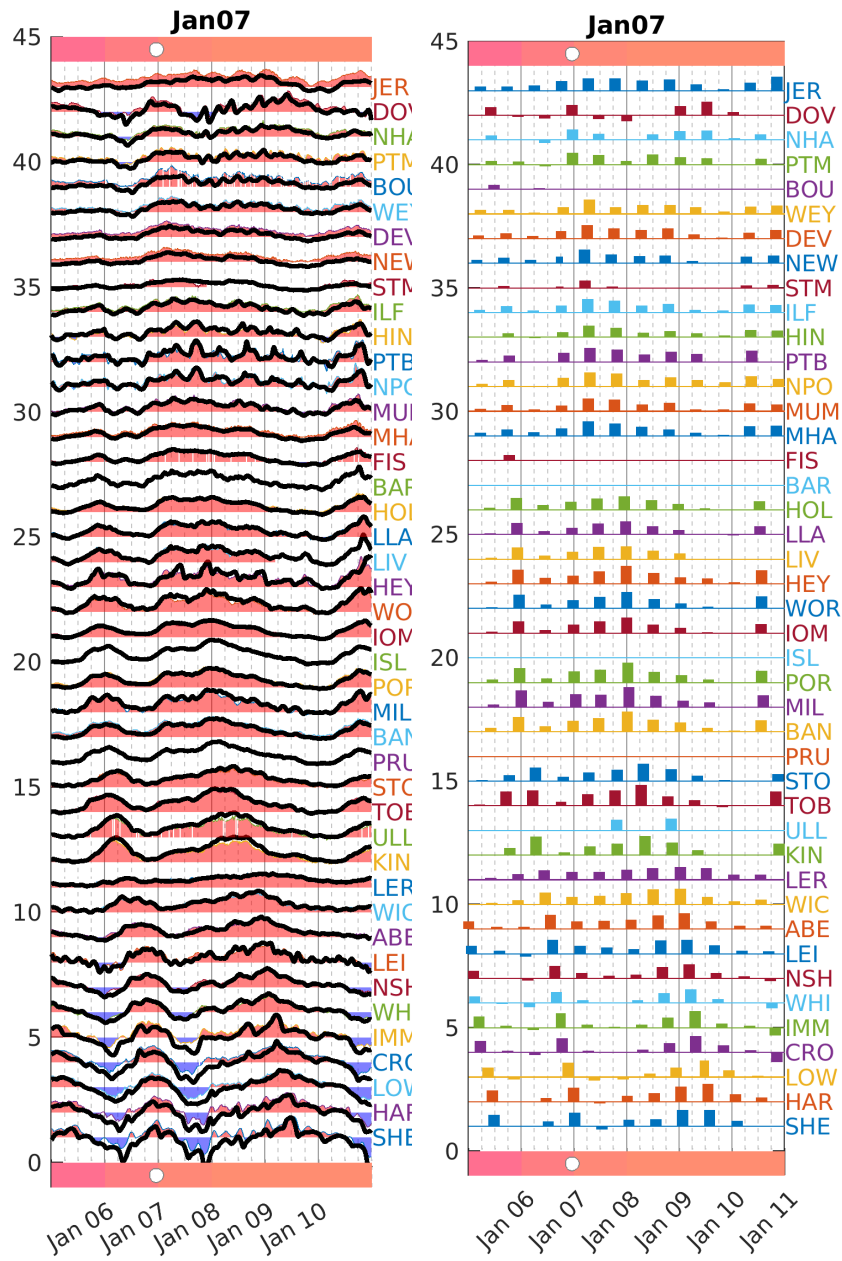 Jan07
45
JER
DOV
NHA
40
PTM
BOU
WEY
DEV
NEW
35
STM
ILF
HIN
PTB
NPO
30
MUM
MHA
FIS
BAR
HOL
25
LLA
LIV
HEY
WOR
IOM
20
ISL
POR
MIL
BAN
PRU
15
STO
TOB
ULL
KIN
LER
10
WIC
ABE
LEI
NSH
WHI
5
IMM
CRO
LOW
HAR
SHE
0
Jan 06
Jan 07
Jan 08
Jan 09
Jan 10
Jan07
45
JER
DOV
NHA
40
PTM
BOU
WEY
DEV
NEW
35
STM
ILF
HIN
PTB
NPO
30
MUM
MHA
FIS
BAR
HOL
25
LLA
LIV
HEY
WOR
IOM
20
ISL
POR
MIL
BAN
PRU
15
STO
TOB
ULL
KIN
LER
10
WIC
ABE
LEI
NSH
WHI
5
IMM
CRO
LOW
HAR
SHE
0
Jan 06
Jan 07
Jan 08
Jan 09
Jan 10
Jan 11